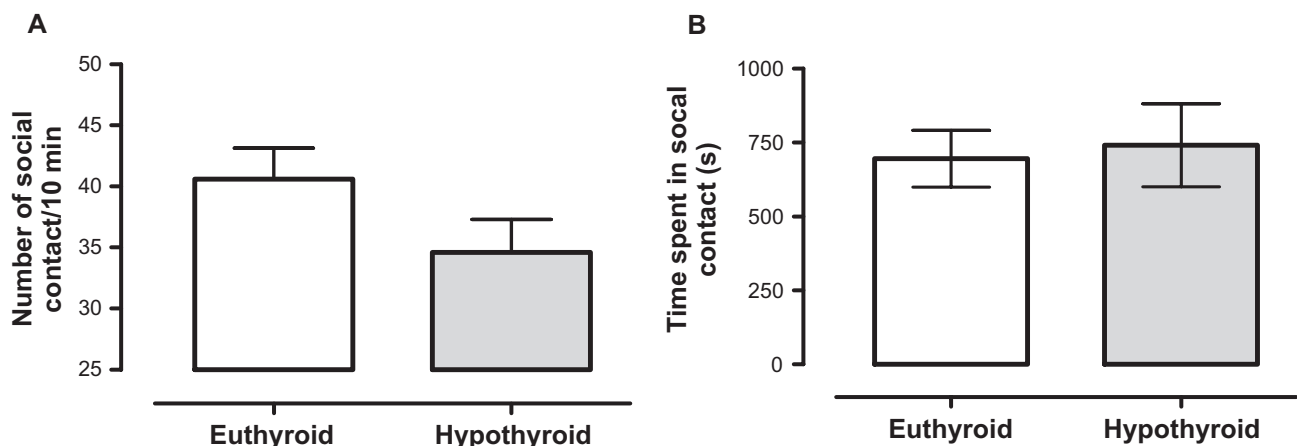 A
Number of social
contact/10 min
50
45
40
35
30
25
Euthyroid
Hypothyroid
B
Time spent in socal
contact (s)
1000
750
500
250
0
Euthyroid
Hypothyroid